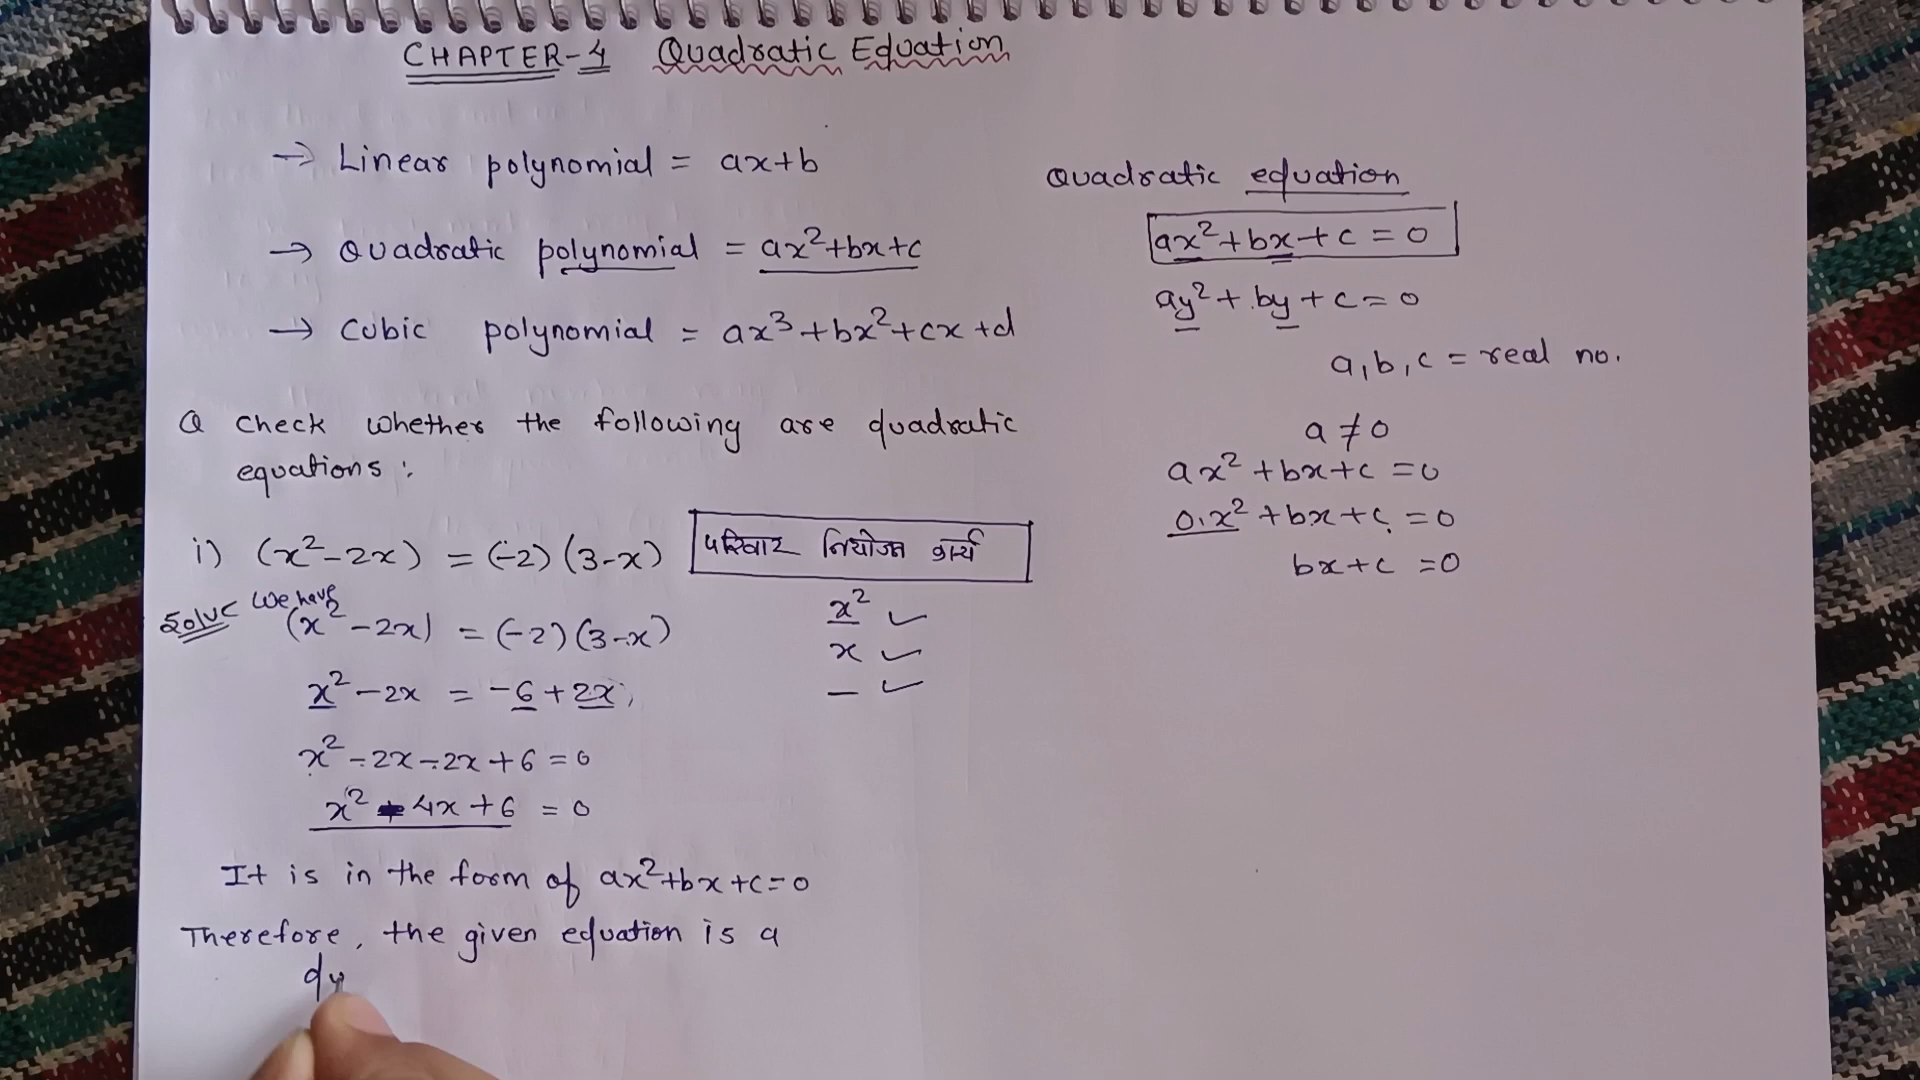 CHAPTER-4 Quadratic Equation
→ Linear polynomial = ax+b
→ Quadratic polynomial = ax²+bx+c
→ Cubic polynomial = ax³+bx²+cx+d
Quadratic equation
ax²+bx+c=0
ay²+by+c=0
a,b,c = real no.
a≠0
ax²+bx+c=0
0.x²+bx+c=0
bx+c=0
Q check whether the following are quadratic
equations:
i) (x²-2x) = (-2)(3-x)
परिवार नियोजन कार्य
Solve We have
(x²-2x) = (-2)(3-x)
x²-2x = -6+2x
x²-2x-2x+6=0
x²-4x+6=0
x² ✓
x ✓
— ✓
It is in the form of ax²+bx+c=0
Therefore, the given equation is a
qu